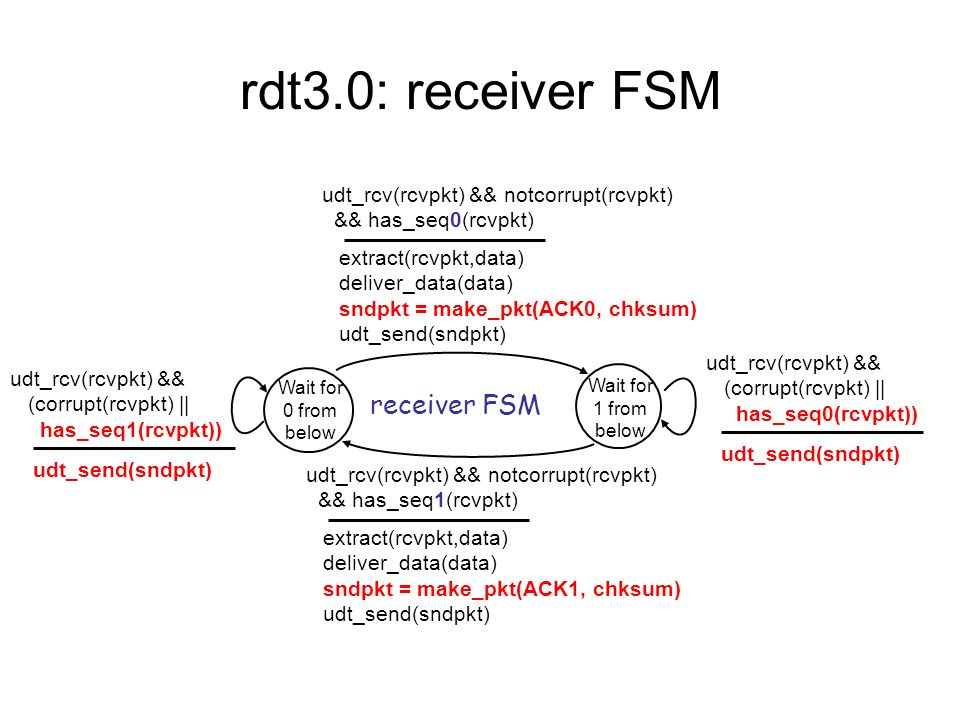 rdt3.0: receiver FSM
udt_rcv(rcvpkt) && notcorrupt(rcvpkt)
&& has_seq0(rcvpkt)
extract(rcvpkt,data)
deliver_data(data)
sndpkt = make_pkt(ACK0, chksum)
udt_send(sndpkt)
udt_rcv(rcvpkt) &&
(corrupt(rcvpkt) ||
has_seq1(rcvpkt))
udt_send(sndpkt)
Wait for
0 from
below
receiver FSM
Wait for
1 from
below
udt_rcv(rcvpkt) &&
(corrupt(rcvpkt) ||
has_seq0(rcvpkt))
udt_send(sndpkt)
udt_rcv(rcvpkt) && notcorrupt(rcvpkt)
&& has_seq1(rcvpkt)
extract(rcvpkt,data)
deliver_data(data)
sndpkt = make_pkt(ACK1, chksum)
udt_send(sndpkt)